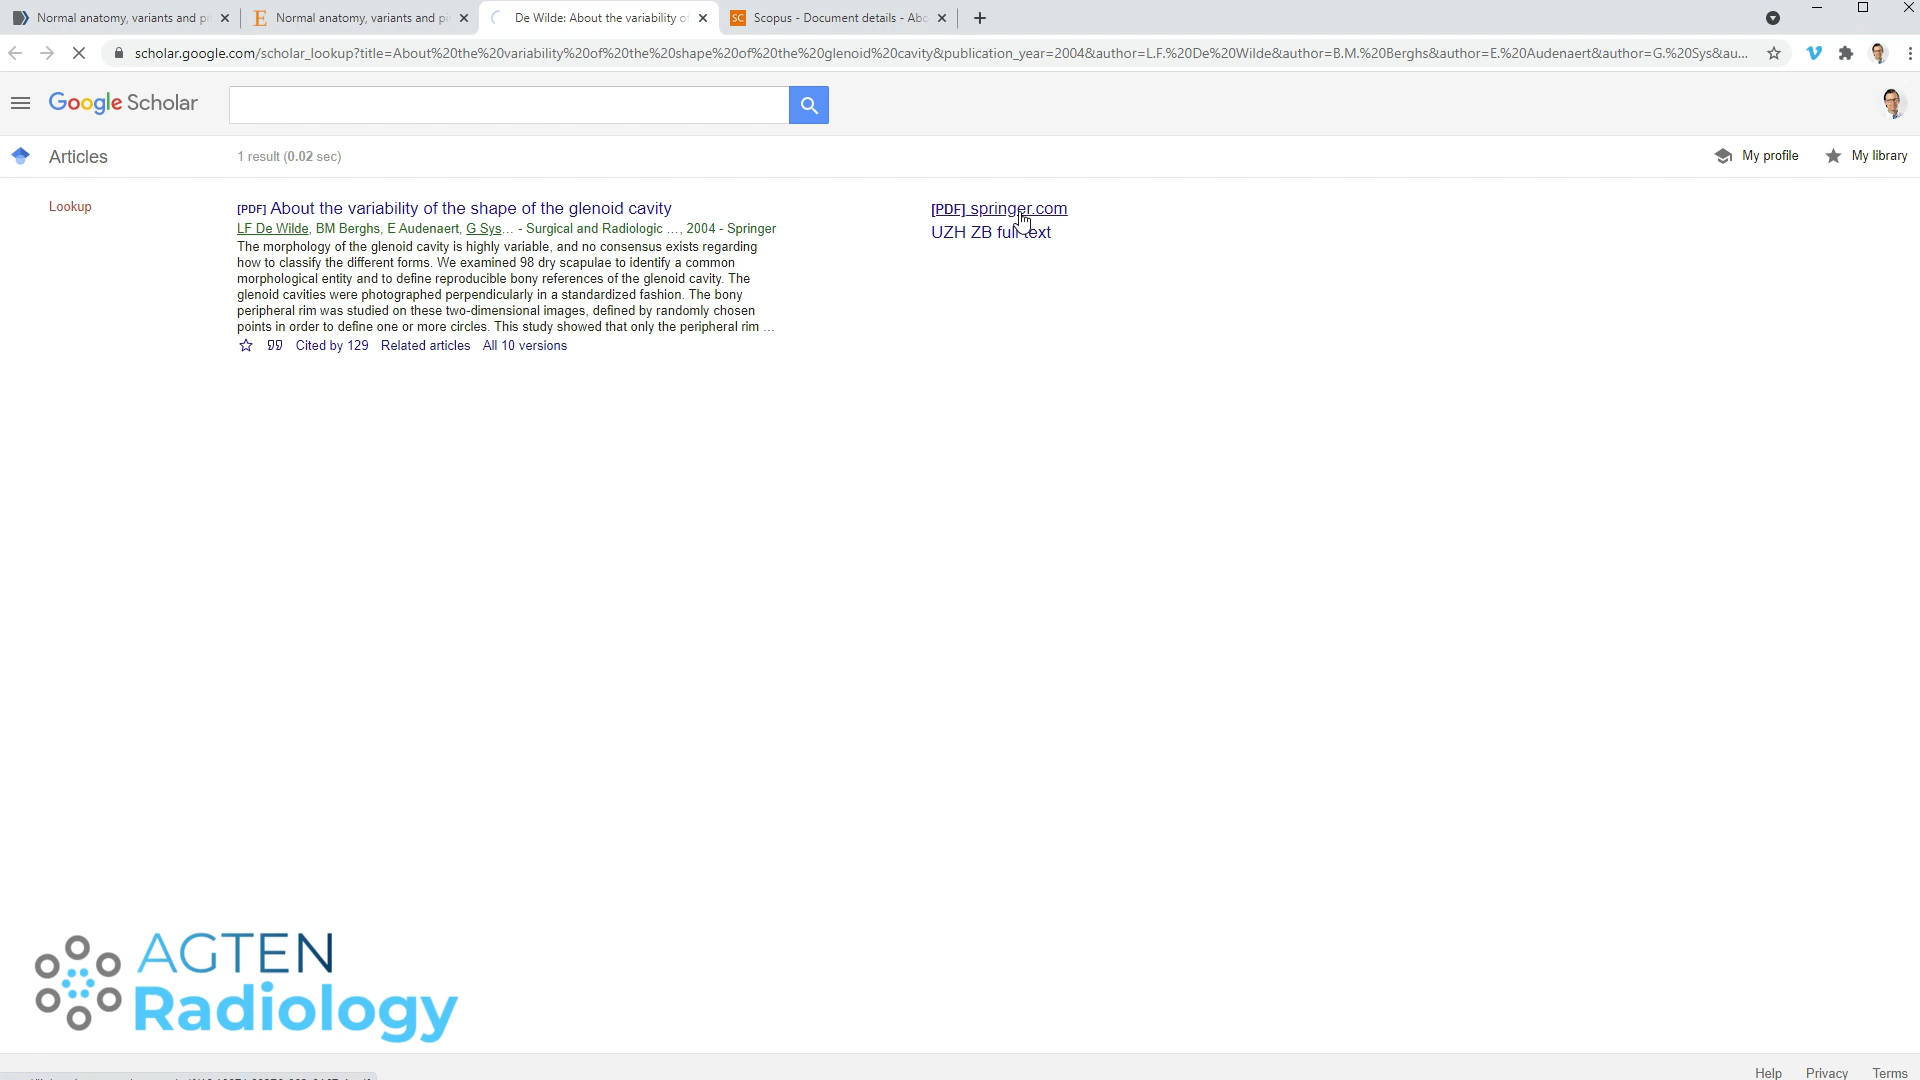 Normal anatomy, variants and pi
Normal anatomy, variants and pi
De Wilde: About the variability of
SC Scopus - Document details - Abo
scholar.google.com/scholar_lookup?title=About%20the%20variability%20of%20the%20shape%20of%20the%20glenoid%20cavity&publication_year=2004&author=L.F.%20De%20Wilde&author=B.M.%20Berghs&author=E.%20Audenaert&author=G.%20Sys&au...
Google Scholar
Articles
1 result (0.02 sec)
My profile
My library
Lookup
[PDF] About the variability of the shape of the glenoid cavity
[PDF] springer.com
LF De Wilde, BM Berghs, E Audenaert, G Sys... - Surgical and Radiologic ..., 2004 - Springer
UZH ZB full text
The morphology of the glenoid cavity is highly variable, and no consensus exists regarding
how to classify the different forms. We examined 98 dry scapulae to identify a common
morphological entity and to define reproducible bony references of the glenoid cavity. The
glenoid cavities were photographed perpendicularly in a standardized fashion. The bony
peripheral rim was studied on these two-dimensional images, defined by randomly chosen
points in order to define one or more circles. This study showed that only the peripheral rim ...
Cited by 129 Related articles All 10 versions
AGTEN
Radiology
Help Privacy Terms